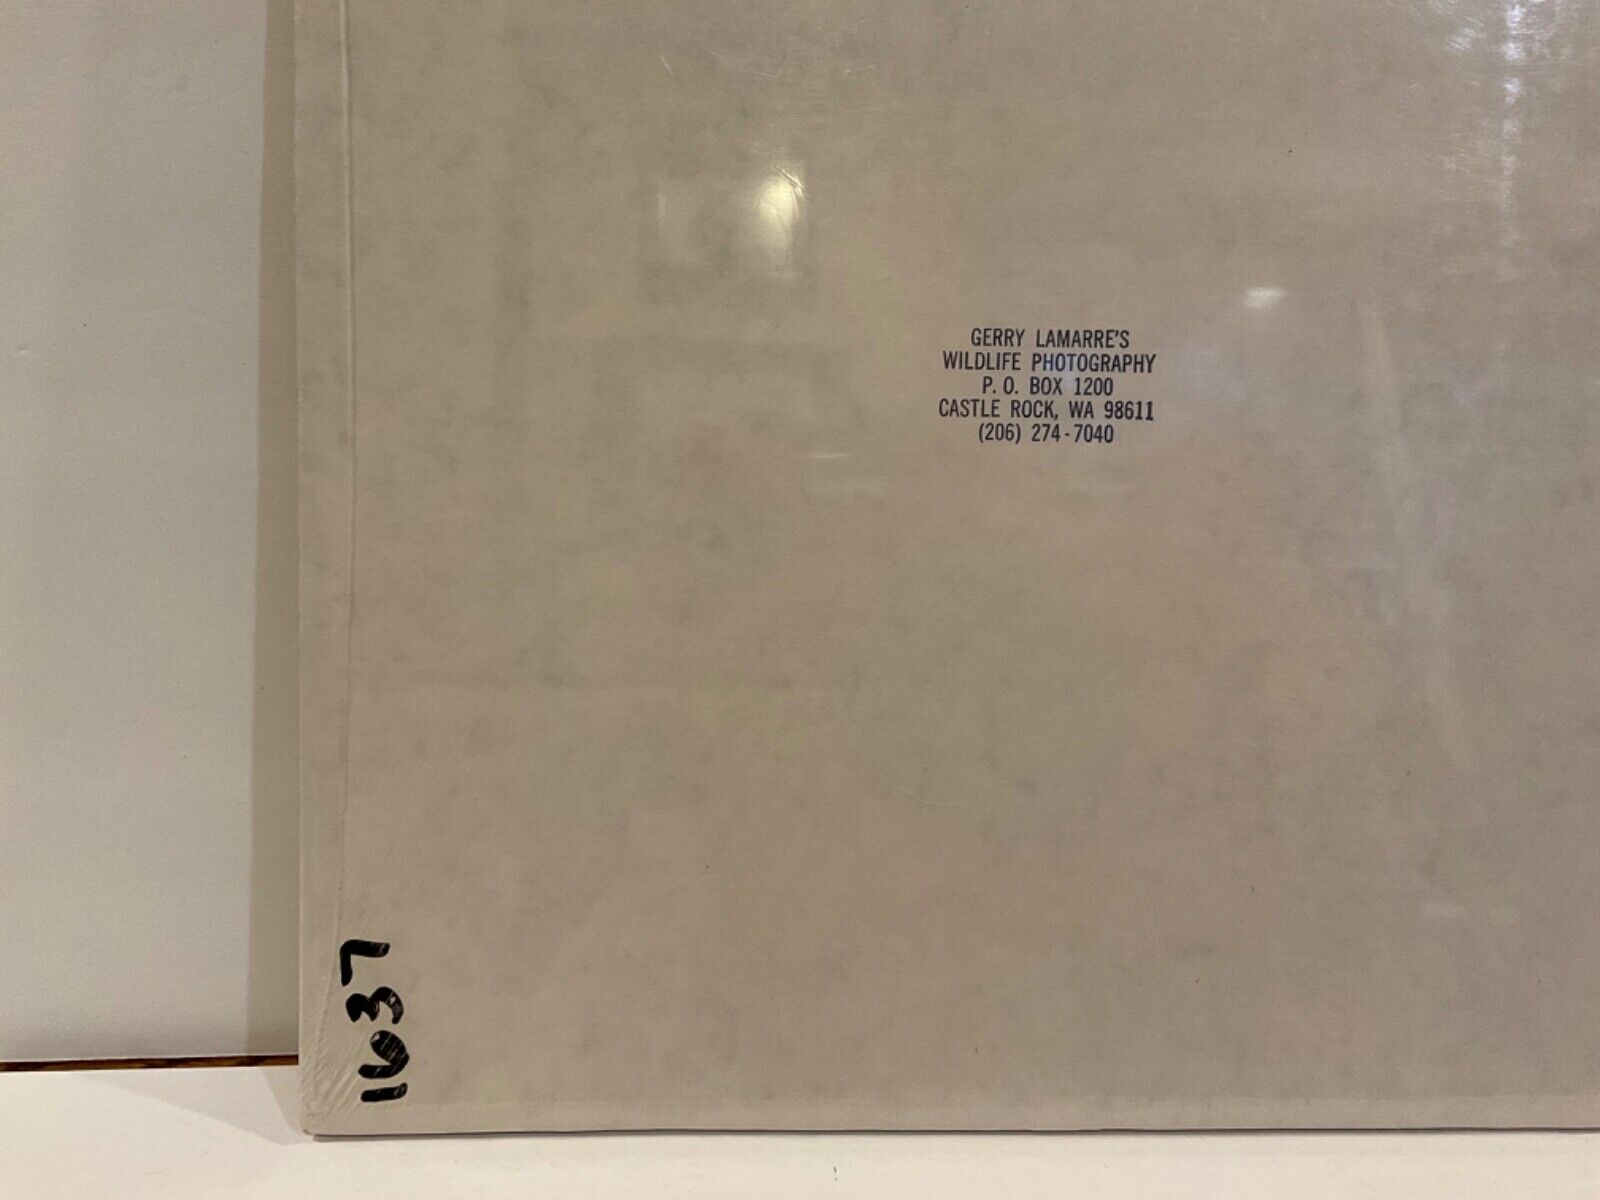 GERRY LAMARRE'S
WILDLIFE PHOTOGRAPHY
P. O. BOX 1200
CASTLE ROCK, WA 98611
(206) 274-7040
1637